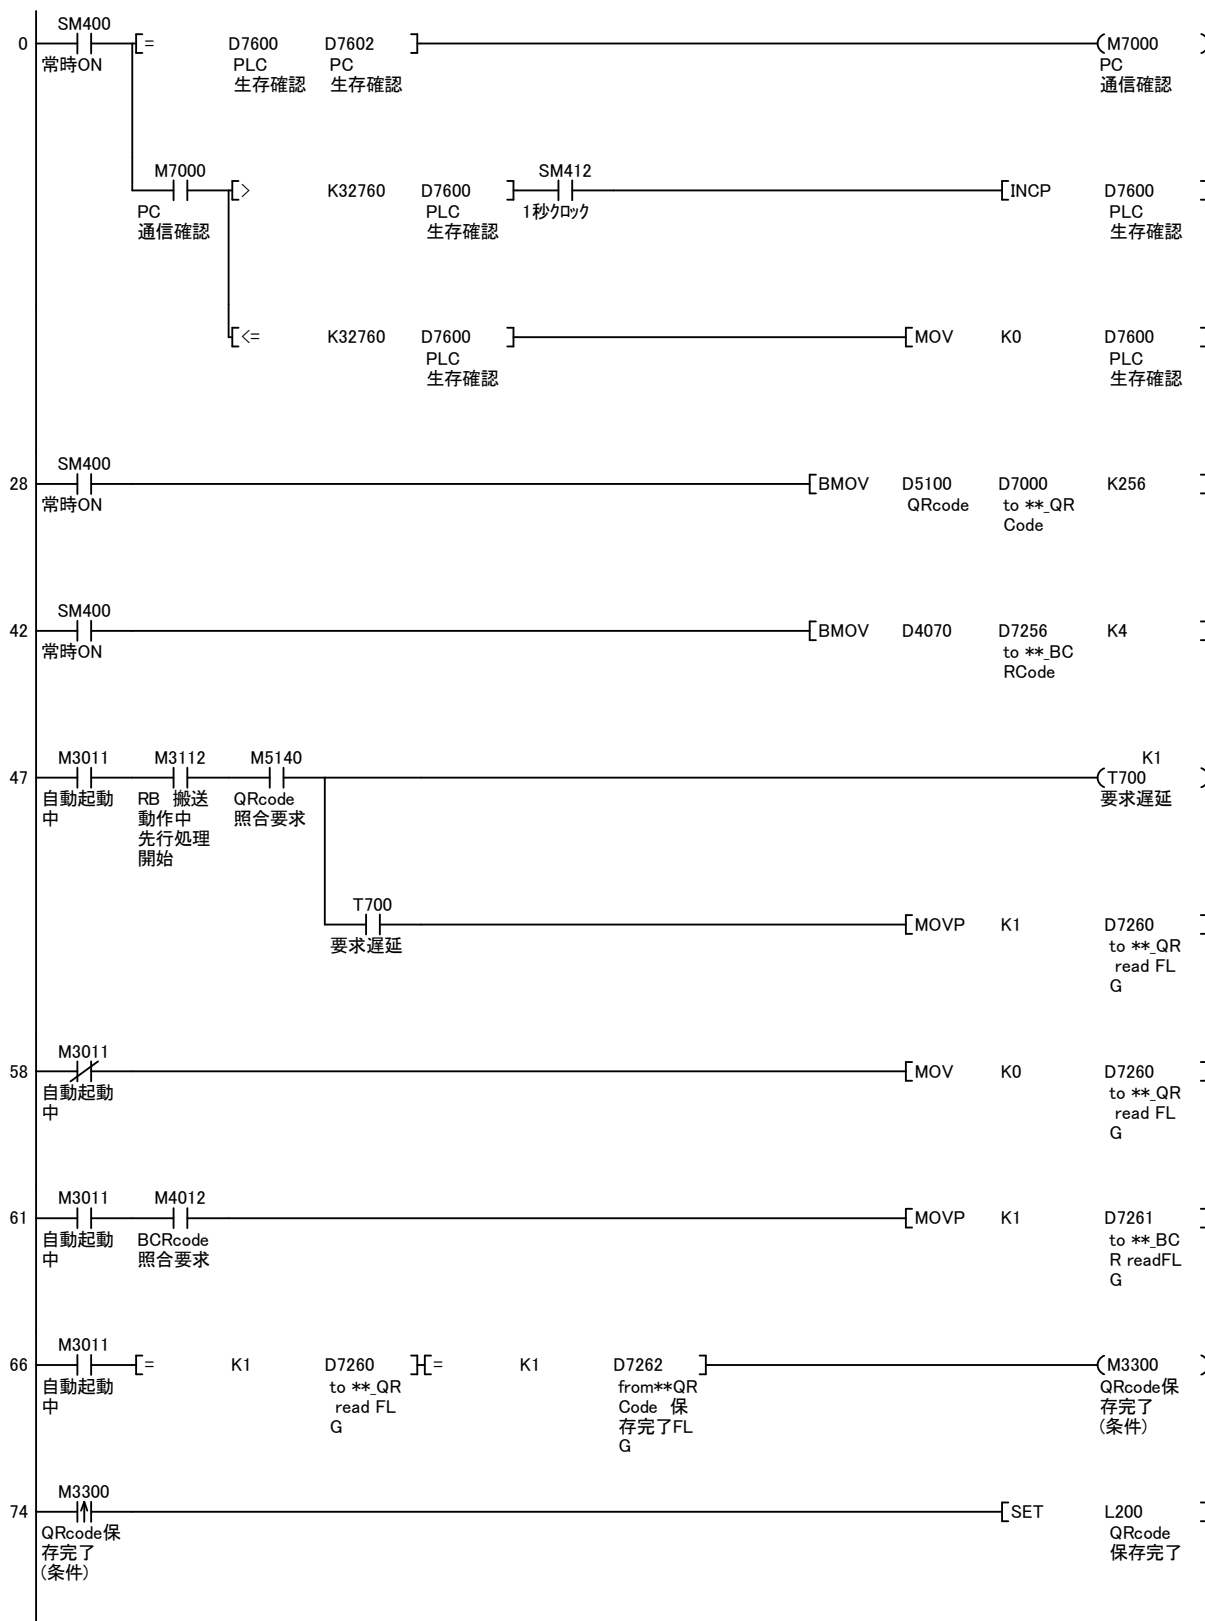 SM400
0 [= D7600 D7602 ] (M7000 )
常時ON PLC PC PC
生存確認 生存確認 通信確認
M7000 SM412
[> K32760 D7600 ] [INCP D7600 ]
PC PLC 1秒ｸﾛｯｸ PLC
通信確認 生存確認 生存確認
[<= K32760 D7600 ] [MOV K0 D7600 ]
PLC PLC
生存確認 生存確認
SM400
28 [BMOV D5100 D7000 K256 ]
常時ON QRcode to **_QR
Code
SM400
42 [BMOV D4070 D7256 K4 ]
常時ON to **_BC
RCode
M3011 M3112 M5140 K1
47 (T700 )
自動起動 RB 搬送 QRcode 要求遅延
中 動作中 照合要求
先行処理
開始
T700
[MOVP K1 D7260 ]
要求遅延 to **_QR
read FL
G
M3011
58 [MOV K0 D7260 ]
自動起動 to **_QR
中 read FL
G
M3011 M4012
61 [MOVP K1 D7261 ]
自動起動 BCRcode to **_BC
中 照合要求 R readFL
G
M3011
66 [= K1 D7260 ][= K1 D7262 ] (M3300 )
自動起動 to **_QR from**QR QRcode保
中 read FL Code 保 存完了
G 存完了FL (条件)
G
M3300
74 [SET L200 ]
QRcode保 QRcode
存完了 保存完了
(条件)